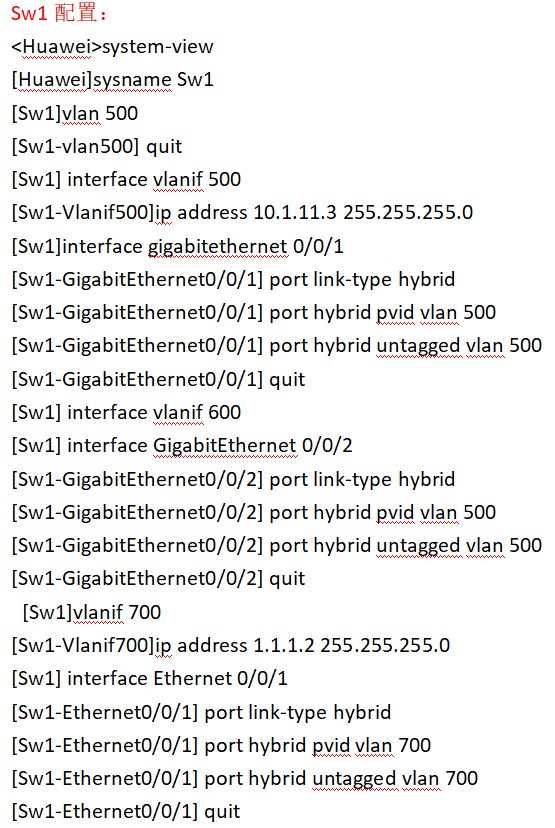 Sw1 配置：
<Huawei>system-view
[Huawei]sysname Sw1
[Sw1]vlan 500
[Sw1-vlan500] quit
[Sw1] interface vlanif 500
[Sw1-Vlanif500]ip address 10.1.11.3 255.255.255.0
[Sw1]interface gigabitethernet 0/0/1
[Sw1-GigabitEthernet0/0/1] port link-type hybrid
[Sw1-GigabitEthernet0/0/1] port hybrid pvid vlan 500
[Sw1-GigabitEthernet0/0/1] port hybrid untagged vlan 500
[Sw1-GigabitEthernet0/0/1] quit
[Sw1] interface vlanif 600
[Sw1] interface GigabitEthernet 0/0/2
[Sw1-GigabitEthernet0/0/2] port link-type hybrid
[Sw1-GigabitEthernet0/0/2] port hybrid pvid vlan 500
[Sw1-GigabitEthernet0/0/2] port hybrid untagged vlan 500
[Sw1-GigabitEthernet0/0/2] quit
[Sw1]vlanif 700
[Sw1-Vlanif700]ip address 1.1.1.2 255.255.255.0
[Sw1] interface Ethernet 0/0/1
[Sw1-Ethernet0/0/1] port link-type hybrid
[Sw1-Ethernet0/0/1] port hybrid pvid vlan 700
[Sw1-Ethernet0/0/1] port hybrid untagged vlan 700
[Sw1-Ethernet0/0/1] quit